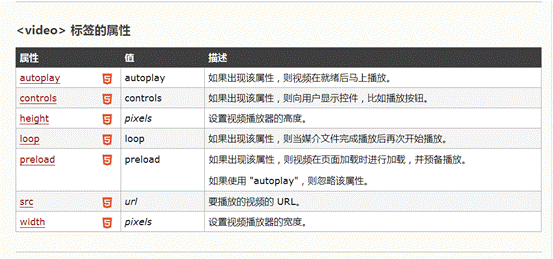 <video> 标签的属性
属性 值 描述
autoplay autoplay 如果出现该属性，则视频在就绪后马上播放。
controls controls 如果出现该属性，则向用户显示控件，比如播放按钮。
height pixels 设置视频播放器的高度。
loop loop 如果出现该属性，则当媒介文件完成播放后再次开始播放。
preload preload 如果出现该属性，则视频在页面加载时进行加载，并预备播放。
如果使用 "autoplay"，则忽略该属性。
src url 要播放的视频的 URL。
width pixels 设置视频播放器的宽度。